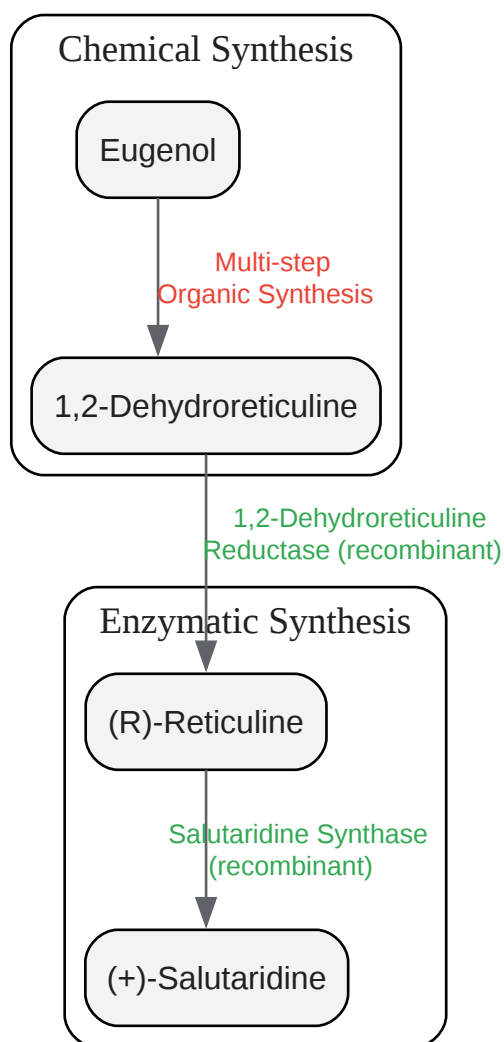 Chemical Synthesis
Eugenol
Multi-step
Organic Synthesis
1,2-Dehydroreticuline
1,2-Dehydroreticuline
Reductase (recombinant)
Enzymatic Synthesis
(R)-Reticuline
Salutaridine Synthase
(recombinant)
(+)-Salutaridine